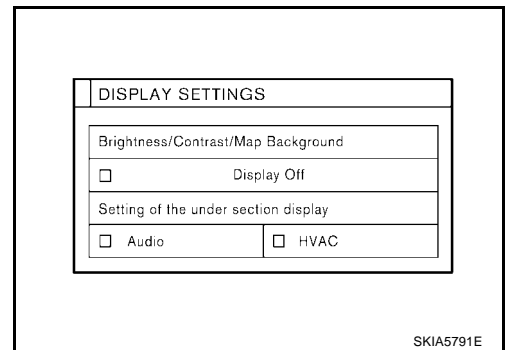 DISPLAY SETTINGS
Brightness/Contrast/Map Background
Display Off
Setting of the under section display
Audio HVAC
SKIA5791E